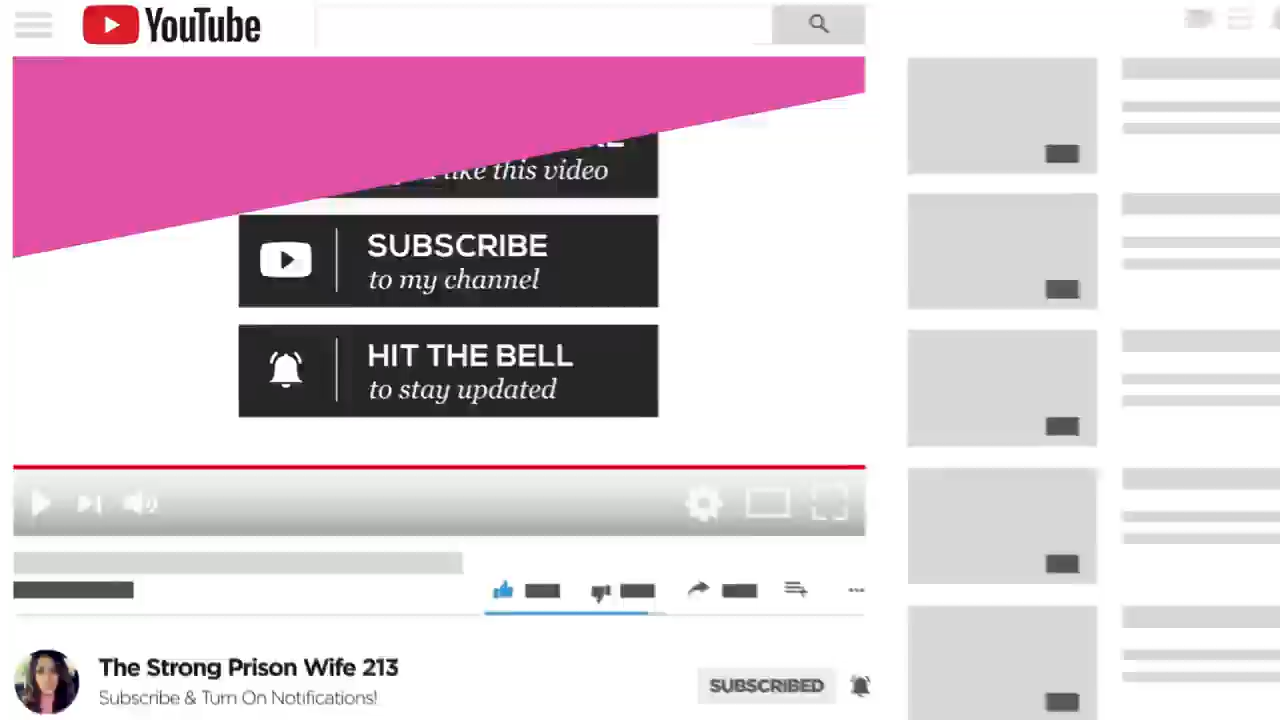 YouTube
like this video
SUBSCRIBE
to my channel
HIT THE BELL
to stay updated
The Strong Prison Wife 213
Subscribe & Turn On Notifications!
SUBSCRIBED